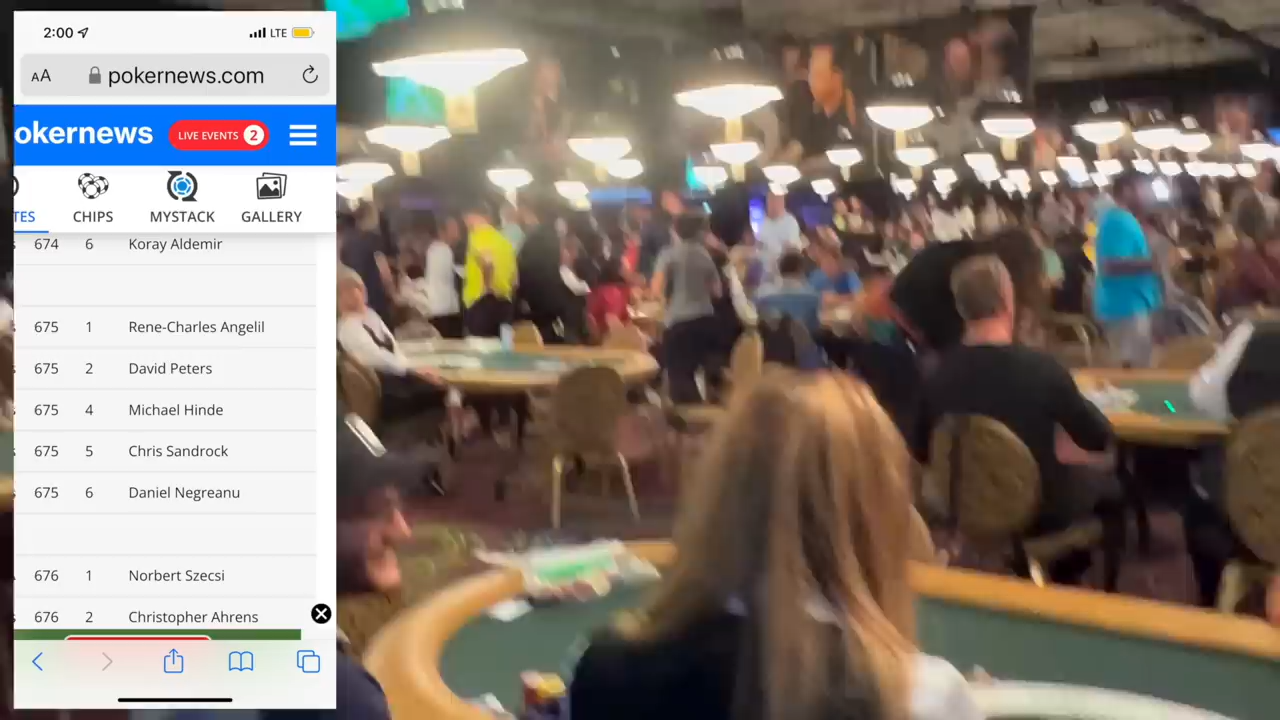 2:00 LTE
AA pokernews.com
okernews LIVE EVENTS 2
TES CHIPS MYSTACK GALLERY
674 6 Koray Aldemir
675 1 Rene-Charles Angelil
675 2 David Peters
675 4 Michael Hinde
675 5 Chris Sandrock
675 6 Daniel Negreanu
676 1 Norbert Szecsi
676 2 Christopher Ahrens